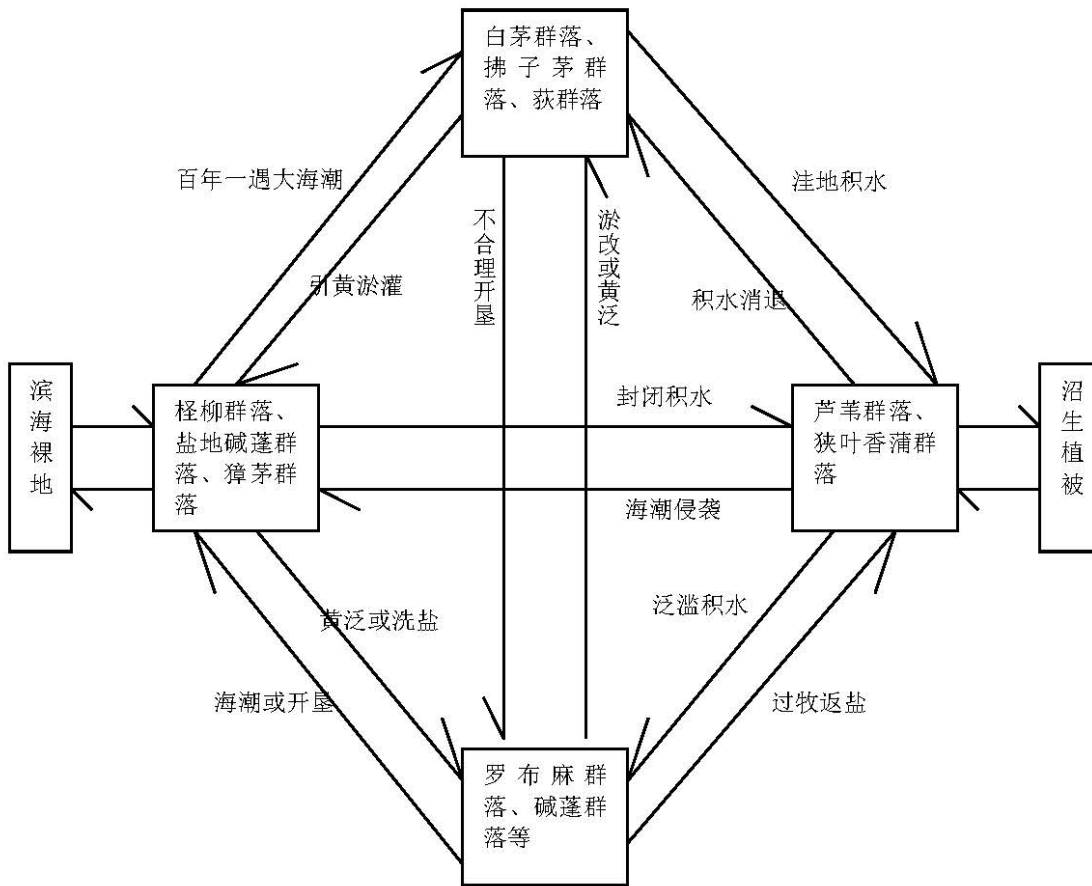 白茅群落、
拂子茅群
落、荻群落
百年一遇大海潮
洼地积水
不合理开垦
淤改或黄泛
引黄淤灌
积水消退
滨海裸地
柽柳群落、
盐地碱蓬群
落、獐茅群
落
封闭积水
芦苇群落、
狭叶香蒲群
落
沼生植被
海潮侵袭
黄泛或洗盐
泛滥积水
海潮或开垦
过牧返盐
罗布麻群
落、碱蓬群
落等